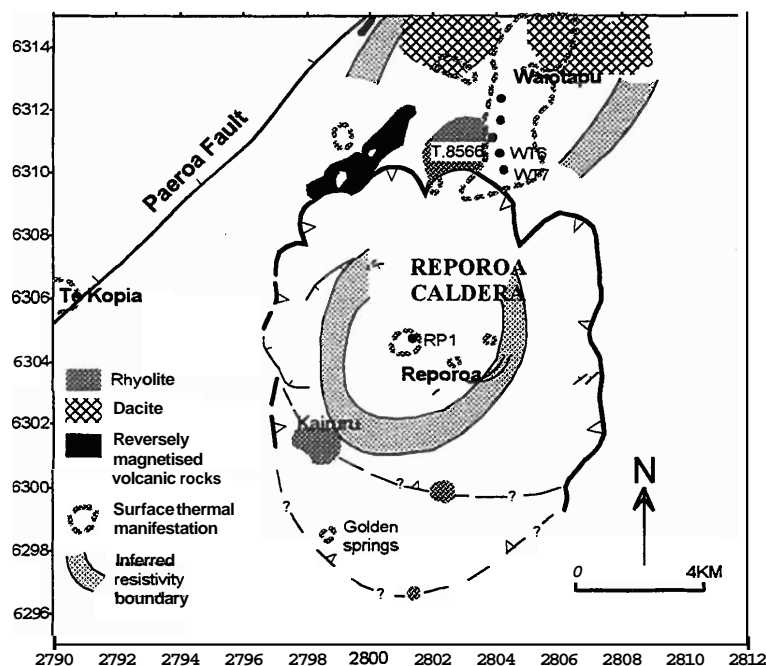 6314
6312
6310
6308
6306
6304
6302
6300
6298
6296
Paeroa Fault
Waiotapu
T.8566
WT6
WT7
REPOROA
CALDERA
Te Kopia
RP1
Reporoa
Rhyolite
Dacite
Reversely
magnetised
volcanic rocks
Surface thermal
manifestation
Inferred
resistivity
boundary
Kairuru
?
?
?
?
?
?
Golden
springs
N
0 4KM
2790 2792 2794 2796 2798 2800 2802 2804 2806 2808 2810 2812